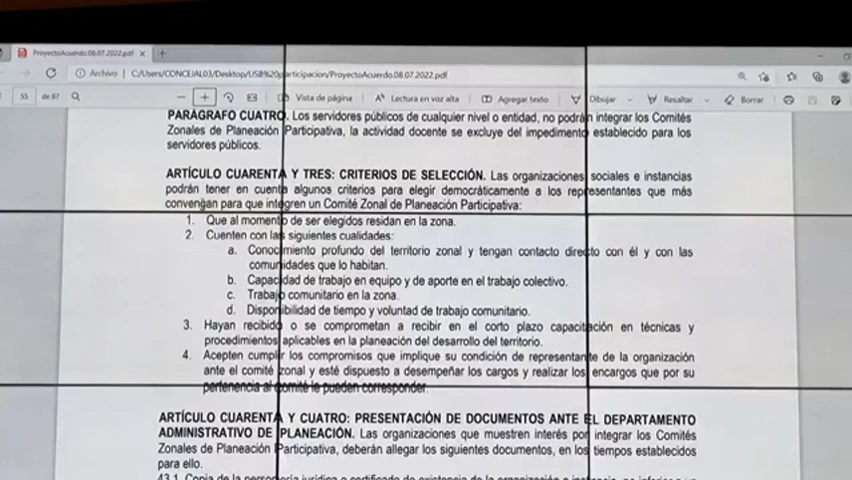 ProyectoAcuerdo.08.07.2022.pdf
Archivo | C:/Users/CONCEJAL03/Desktop/USB%20participacion/ProyectoAcuerdo.08.07.2022.pdf
55 de 87 Vista de página Lectura en voz alta Agregar texto Dibujar Resaltar Borrar
PARÁGRAFO CUATRO. Los servidores públicos de cualquier nivel o entidad, no podrán integrar los Comités
Zonales de Planeación Participativa, la actividad docente se excluye del impedimento establecido para los
servidores públicos.
ARTÍCULO CUARENTA Y TRES: CRITERIOS DE SELECCIÓN. Las organizaciones sociales e instancias
podrán tener en cuenta algunos criterios para elegir democráticamente a los representantes que más
convengan para que integren un Comité Zonal de Planeación Participativa:
1. Que al momento de ser elegidos residan en la zona.
2. Cuenten con las siguientes cualidades:
a. Conocimiento profundo del territorio zonal y tengan contacto directo con él y con las
comunidades que lo habitan.
b. Capacidad de trabajo en equipo y de aporte en el trabajo colectivo.
c. Trabajo comunitario en la zona.
d. Disponibilidad de tiempo y voluntad de trabajo comunitario.
3. Hayan recibido o se comprometan a recibir en el corto plazo capacitación en técnicas y
procedimientos aplicables en la planeación del desarrollo del territorio.
4. Acepten cumplir los compromisos que implique su condición de representante de la organización
ante el comité zonal y esté dispuesto a desempeñar los cargos y realizar los encargos que por su
pertenencia al comité le pueden corresponder.
ARTÍCULO CUARENTA Y CUATRO: PRESENTACIÓN DE DOCUMENTOS ANTE EL DEPARTAMENTO
ADMINISTRATIVO DE PLANEACIÓN. Las organizaciones que muestren interés por integrar los Comités
Zonales de Planeación Participativa, deberán allegar los siguientes documentos, en los tiempos establecidos
para ello.